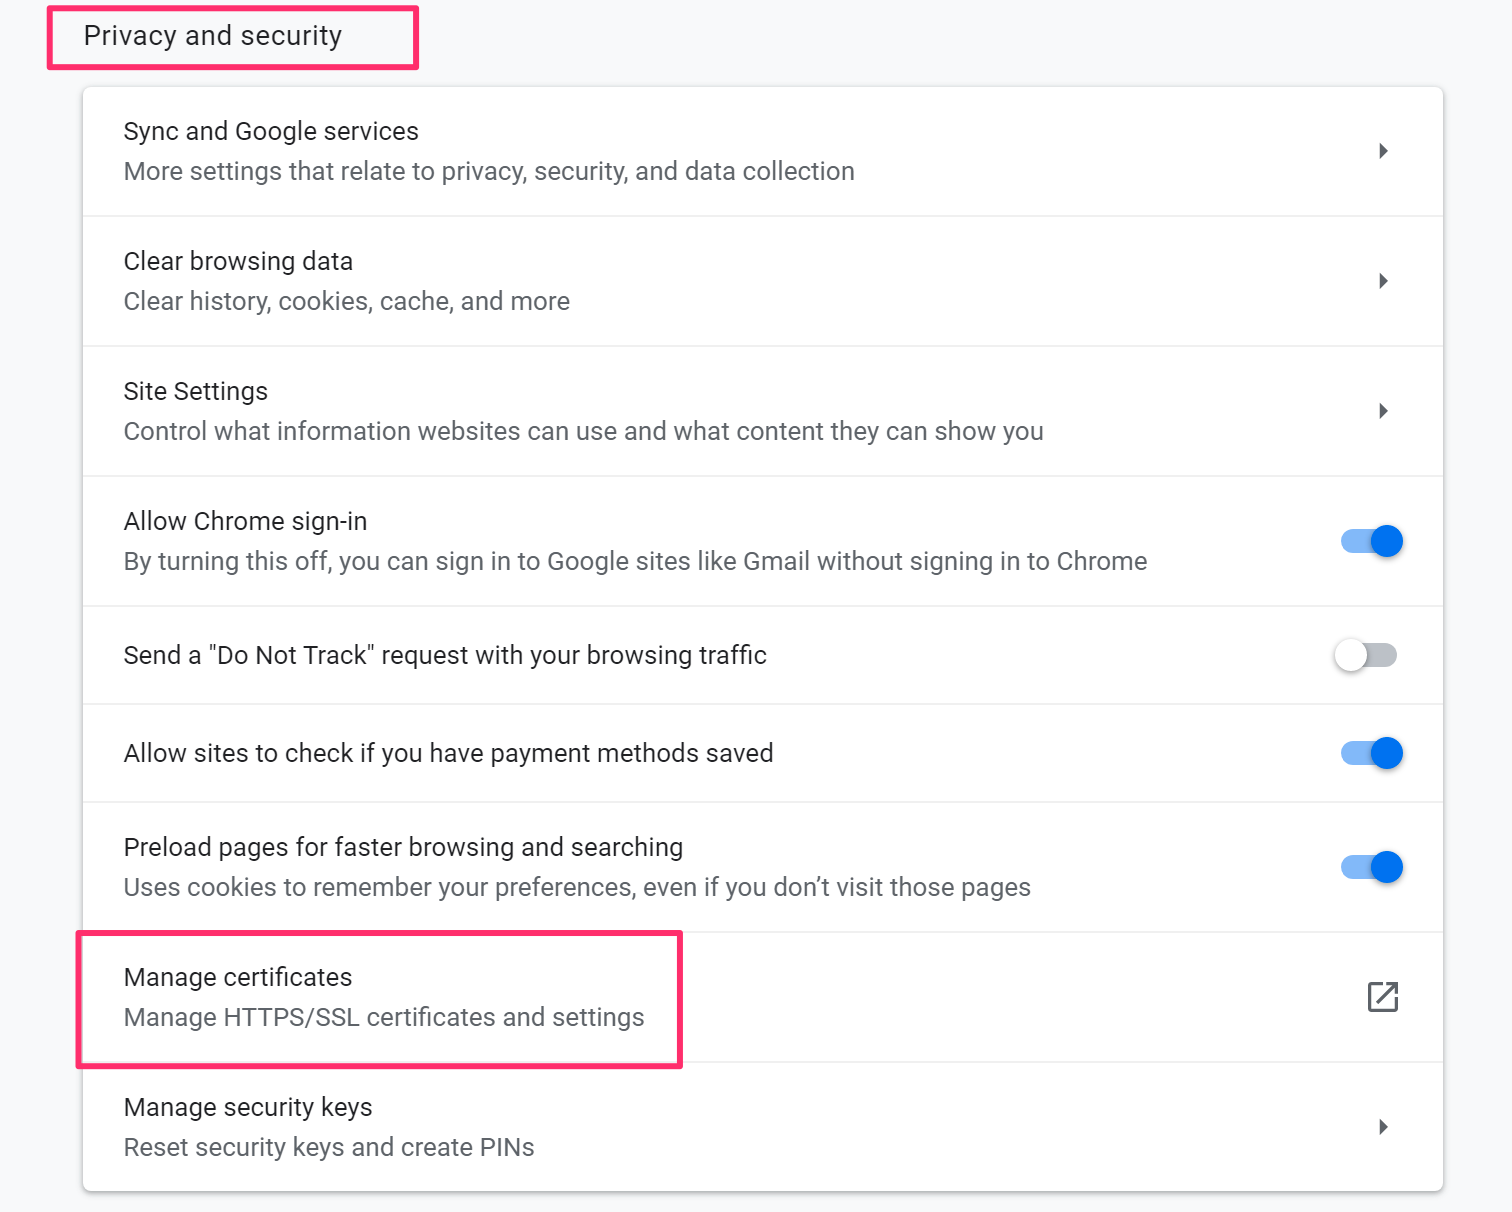 Privacy and security
Sync and Google services
More settings that relate to privacy, security, and data collection
Clear browsing data
Clear history, cookies, cache, and more
Site Settings
Control what information websites can use and what content they can show you
Allow Chrome sign-in
By turning this off, you can sign in to Google sites like Gmail without signing in to Chrome
Send a "Do Not Track" request with your browsing traffic
Allow sites to check if you have payment methods saved
Preload pages for faster browsing and searching
Uses cookies to remember your preferences, even if you don’t visit those pages
Manage certificates
Manage HTTPS/SSL certificates and settings
Manage security keys
Reset security keys and create PINs